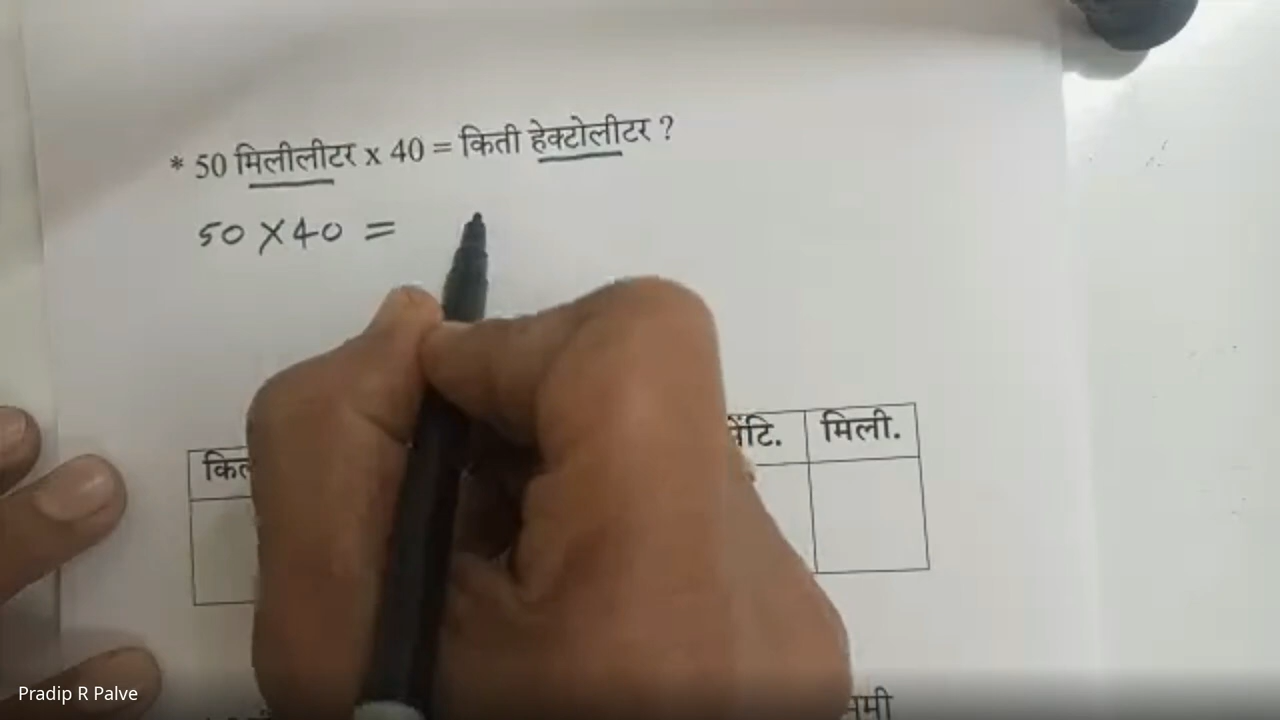 * 50 मिलीलीटर x 40 = किती हेक्टोलीटर ?
50 X 40 =
मिली.
Pradip R Palve